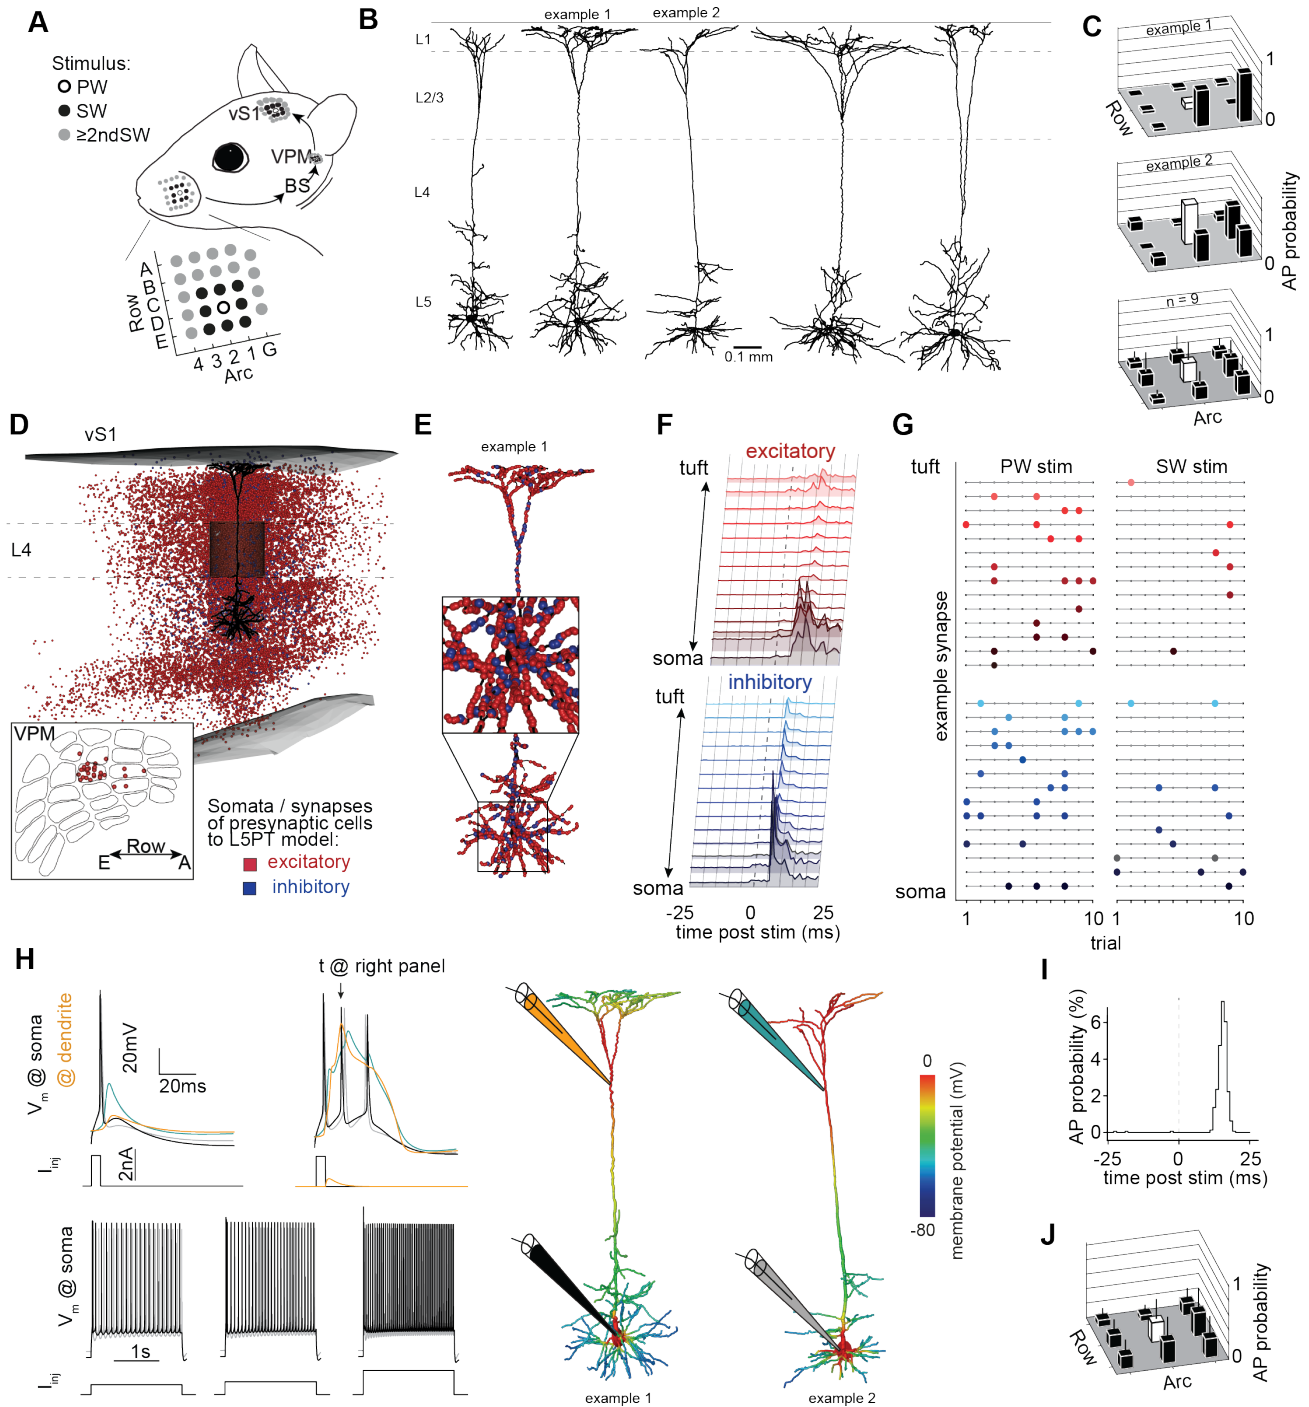 A
Stimulus:
PW
SW
≥2ndSW
vS1
VPM
BS
Row
A
B
C
D
E
4 3 2 1 G
Arc
B
example 1
example 2
L1
L2/3
L4
L5
0.1 mm
C
example 1
1
0
Row
example 2
0
AP probability
n = 9
1
0
Arc
D
vS1
L4
VPM
Row
E
A
Somata / synapses
of presynaptic cells
to L5PT model:
excitatory
inhibitory
E
example 1
F
excitatory
tuft
soma
inhibitory
tuft
soma
-25 0 25
time post stim (ms)
G
tuft
PW stim
SW stim
example synapse
soma
1 10 1 10
trial
H
t @ right panel
Vm @ soma
@ dendrite
20mV
20ms
Iinj
2nA
Vm @ soma
1s
Iinj
0
-80
membrane potential (mV)
example 1
example 2
I
AP probability (%)
6
4
2
0
-25 0 25
time post stim (ms)
J
1
0
AP probability
Row
Arc